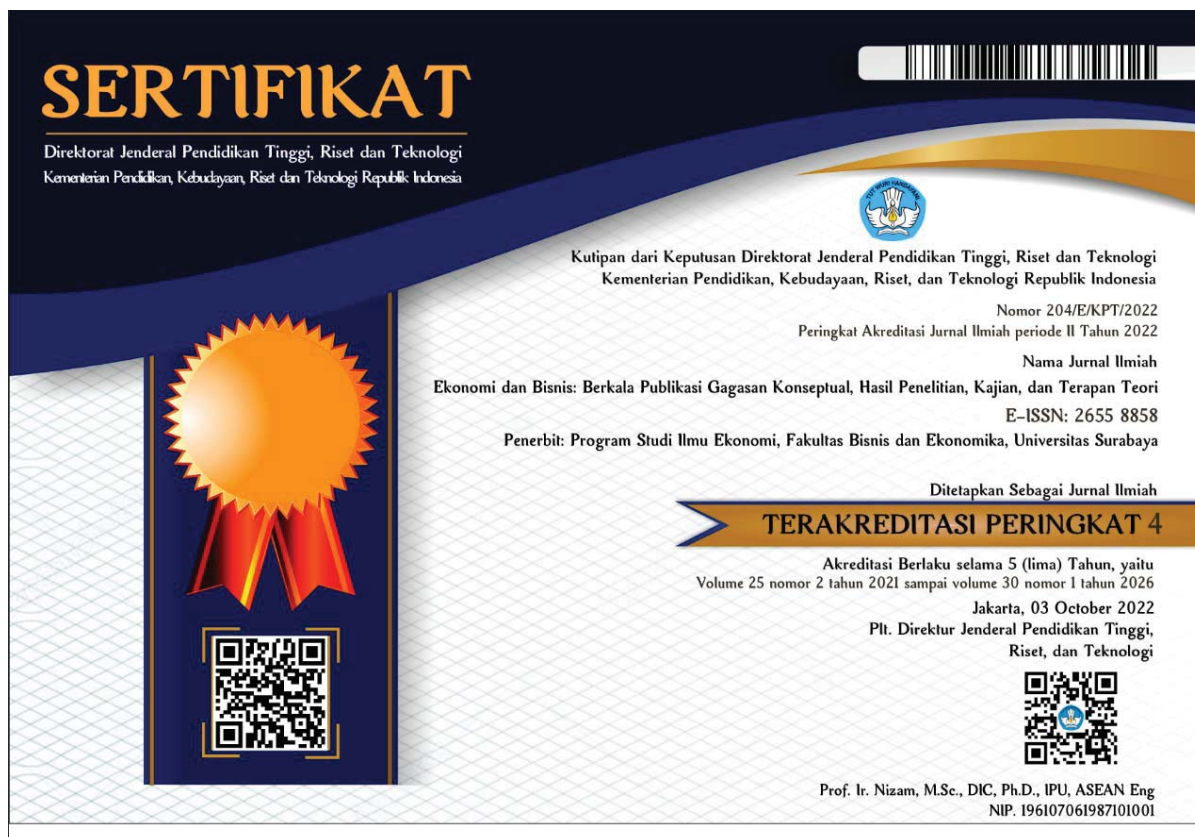 SERTIFIKAT
Direktorat Jenderal Pendidikan Tinggi, Riset dan Teknologi
Kementerian Pendidikan, Kebudayaan, Riset dan Teknologi Republik Indonesia
TUT WURI HANDAYANI
Kutipan dari Keputusan Direktorat Jenderal Pendidikan Tinggi, Riset dan Teknologi
Kementerian Pendidikan, Kebudayaan, Riset, dan Teknologi Republik Indonesia
Nomor 204/E/KPT/2022
Peringkat Akreditasi Jurnal Ilmiah periode II Tahun 2022
Nama Jurnal Ilmiah
Ekonomi dan Bisnis: Berkala Publikasi Gagasan Konseptual, Hasil Penelitian, Kajian, dan Terapan Teori
E-ISSN: 2655 8858
Penerbit: Program Studi Ilmu Ekonomi, Fakultas Bisnis dan Ekonomika, Universitas Surabaya
Ditetapkan Sebagai Jurnal Ilmiah
TERAKREDITASI PERINGKAT 4
Akreditasi Berlaku selama 5 (lima) Tahun, yaitu
Volume 25 nomor 2 tahun 2021 sampai volume 30 nomor 1 tahun 2026
Jakarta, 03 October 2022
Plt. Direktur Jenderal Pendidikan Tinggi,
Riset, dan Teknologi
Prof. Ir. Nizam, M.Sc., DIC, Ph.D., IPU, ASEAN Eng
NIP. 196107061987101001